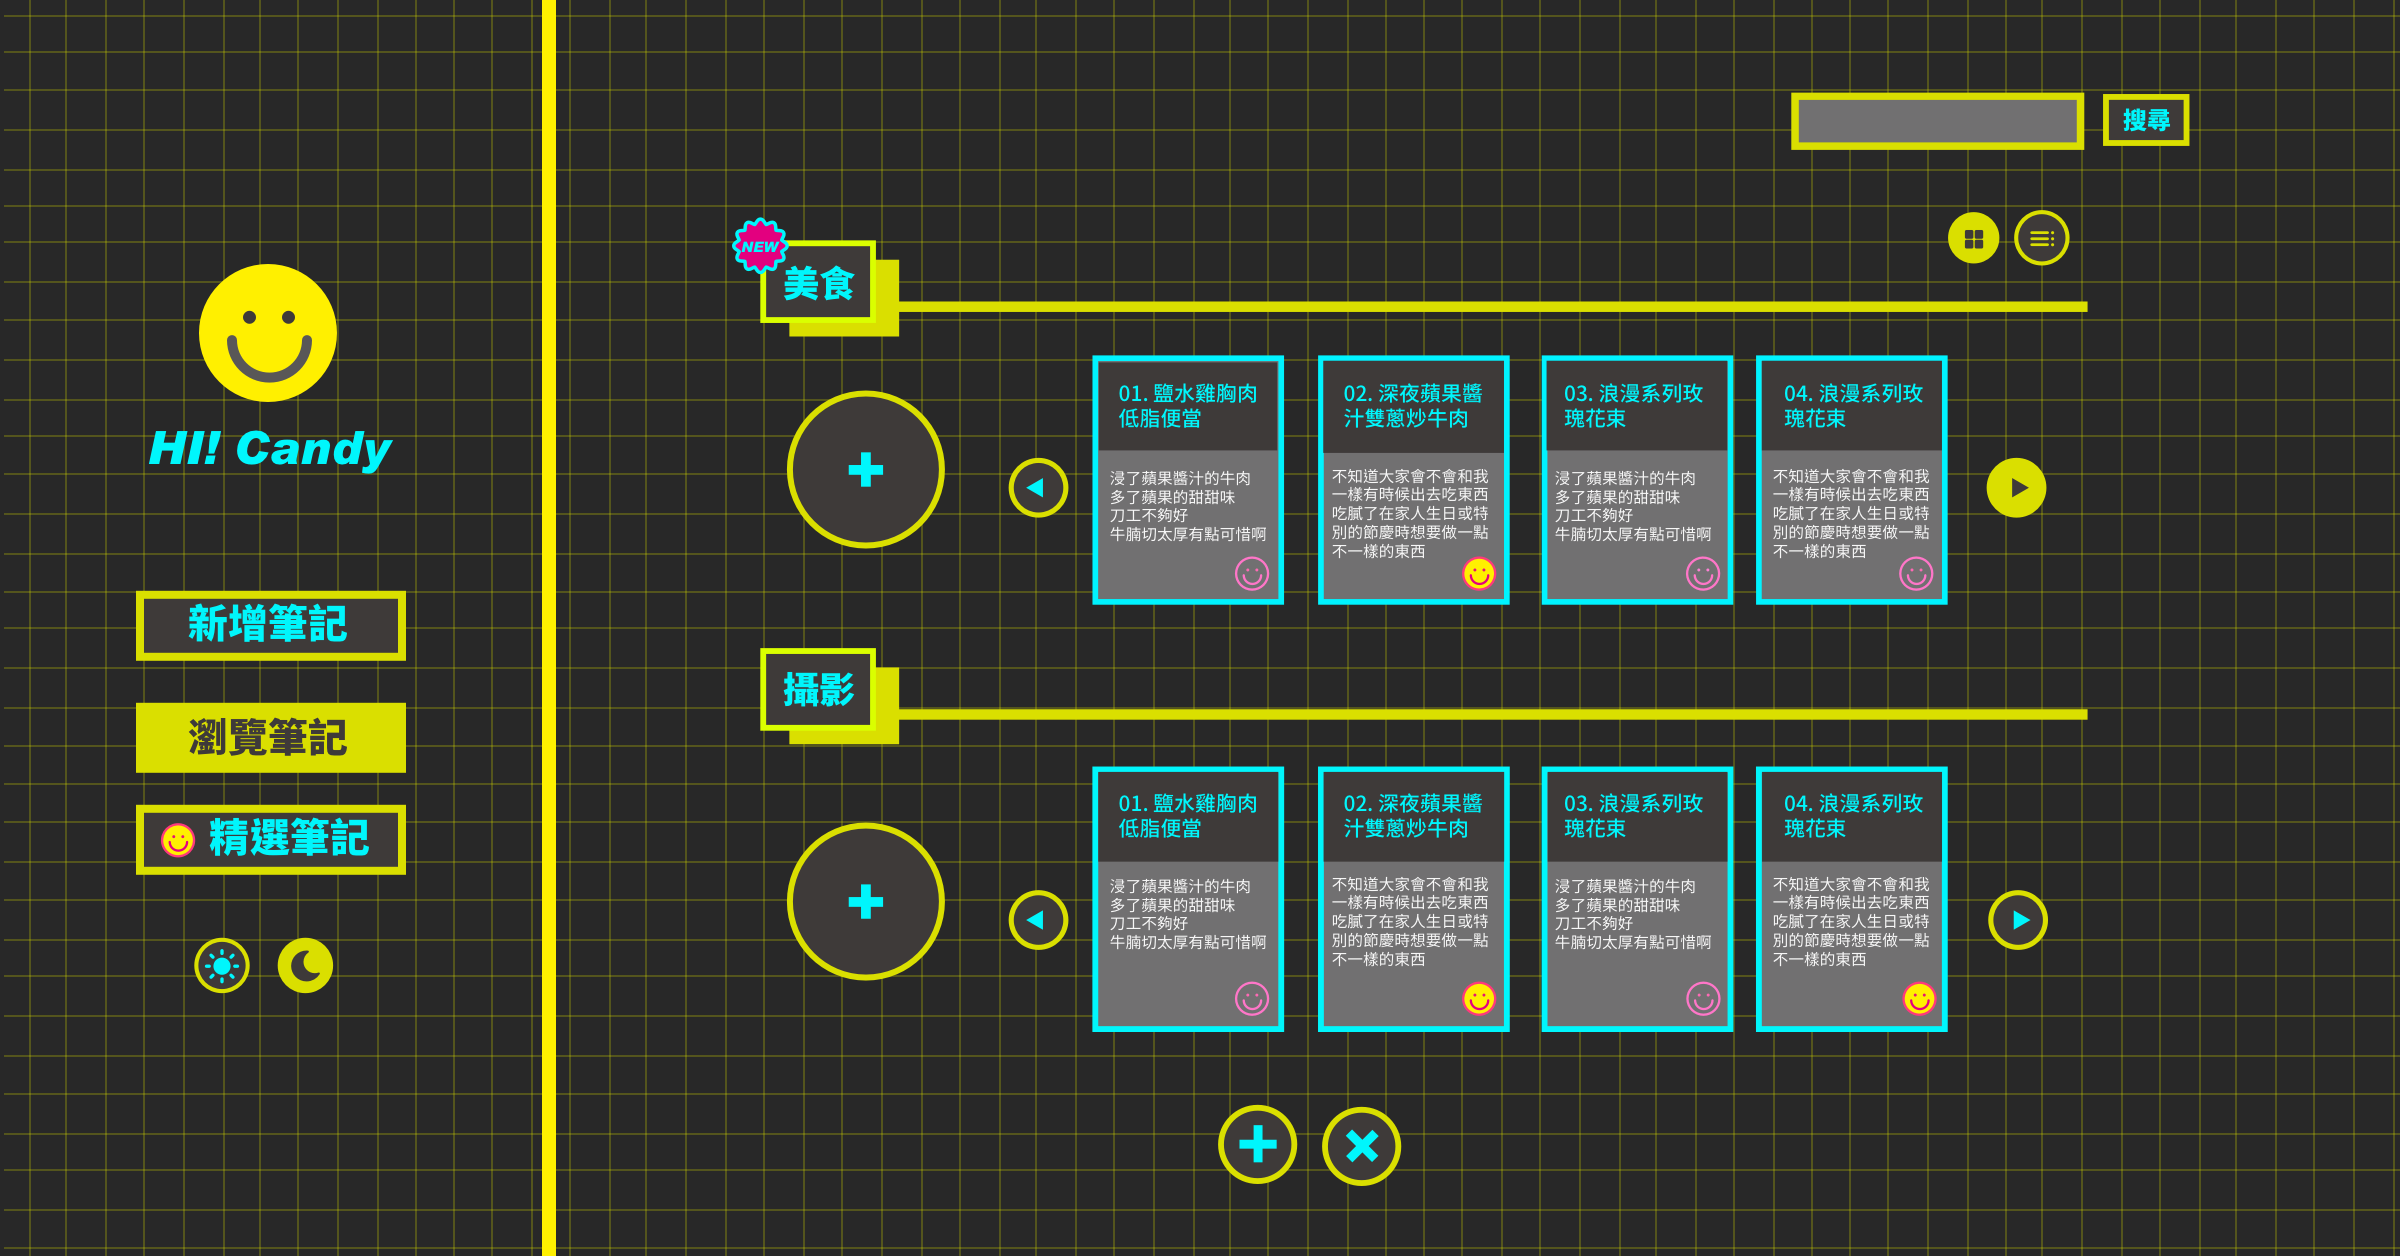 搜尋
HI! Candy
新增筆記
瀏覽筆記
精選筆記
NEW
美食
01. 鹽水雞胸肉
低脂便當
浸了蘋果醬汁的牛肉
多了蘋果的甜甜味
刀工不夠好
牛腩切太厚有點可惜啊
02. 深夜蘋果醬
汁雙蔥炒牛肉
不知道大家會不會和我
一樣有時候出去吃東西
吃膩了在家人生日或特
別的節慶時想要做一點
不一樣的東西
03. 浪漫系列玫
瑰花束
浸了蘋果醬汁的牛肉
多了蘋果的甜甜味
刀工不夠好
牛腩切太厚有點可惜啊
04. 浪漫系列玫
瑰花束
不知道大家會不會和我
一樣有時候出去吃東西
吃膩了在家人生日或特
別的節慶時想要做一點
不一樣的東西
攝影
01. 鹽水雞胸肉
低脂便當
浸了蘋果醬汁的牛肉
多了蘋果的甜甜味
刀工不夠好
牛腩切太厚有點可惜啊
02. 深夜蘋果醬
汁雙蔥炒牛肉
不知道大家會不會和我
一樣有時候出去吃東西
吃膩了在家人生日或特
別的節慶時想要做一點
不一樣的東西
03. 浪漫系列玫
瑰花束
浸了蘋果醬汁的牛肉
多了蘋果的甜甜味
刀工不夠好
牛腩切太厚有點可惜啊
04. 浪漫系列玫
瑰花束
不知道大家會不會和我
一樣有時候出去吃東西
吃膩了在家人生日或特
別的節慶時想要做一點
不一樣的東西